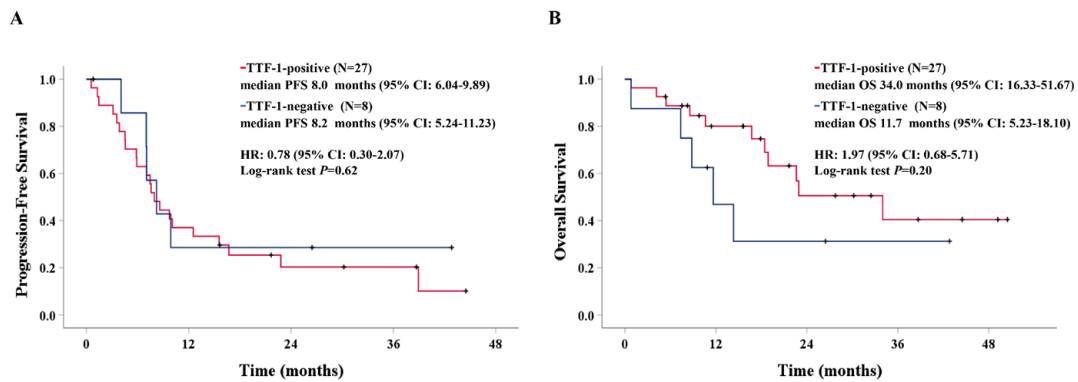 A
TTF-1-positive (N=27)
median PFS 8.0 months (95% CI: 6.04-9.89)
TTF-1-negative (N=8)
median PFS 8.2 months (95% CI: 5.24-11.23)
HR: 0.78 (95% CI: 0.30-2.07)
Log-rank test P=0.62
Progression-Free Survival
1.0
0.8
0.6
0.4
0.2
0.0
0
12
24
36
48
Time (months)
B
TTF-1-positive (N=27)
median OS 34.0 months (95% CI: 16.33-51.67)
TTF-1-negative (N=8)
median OS 11.7 months (95% CI: 5.23-18.10)
HR: 1.97 (95% CI: 0.68-5.71)
Log-rank test P=0.20
Overall Survival
1.0
0.8
0.6
0.4
0.2
0.0
0
12
24
36
48
Time (months)